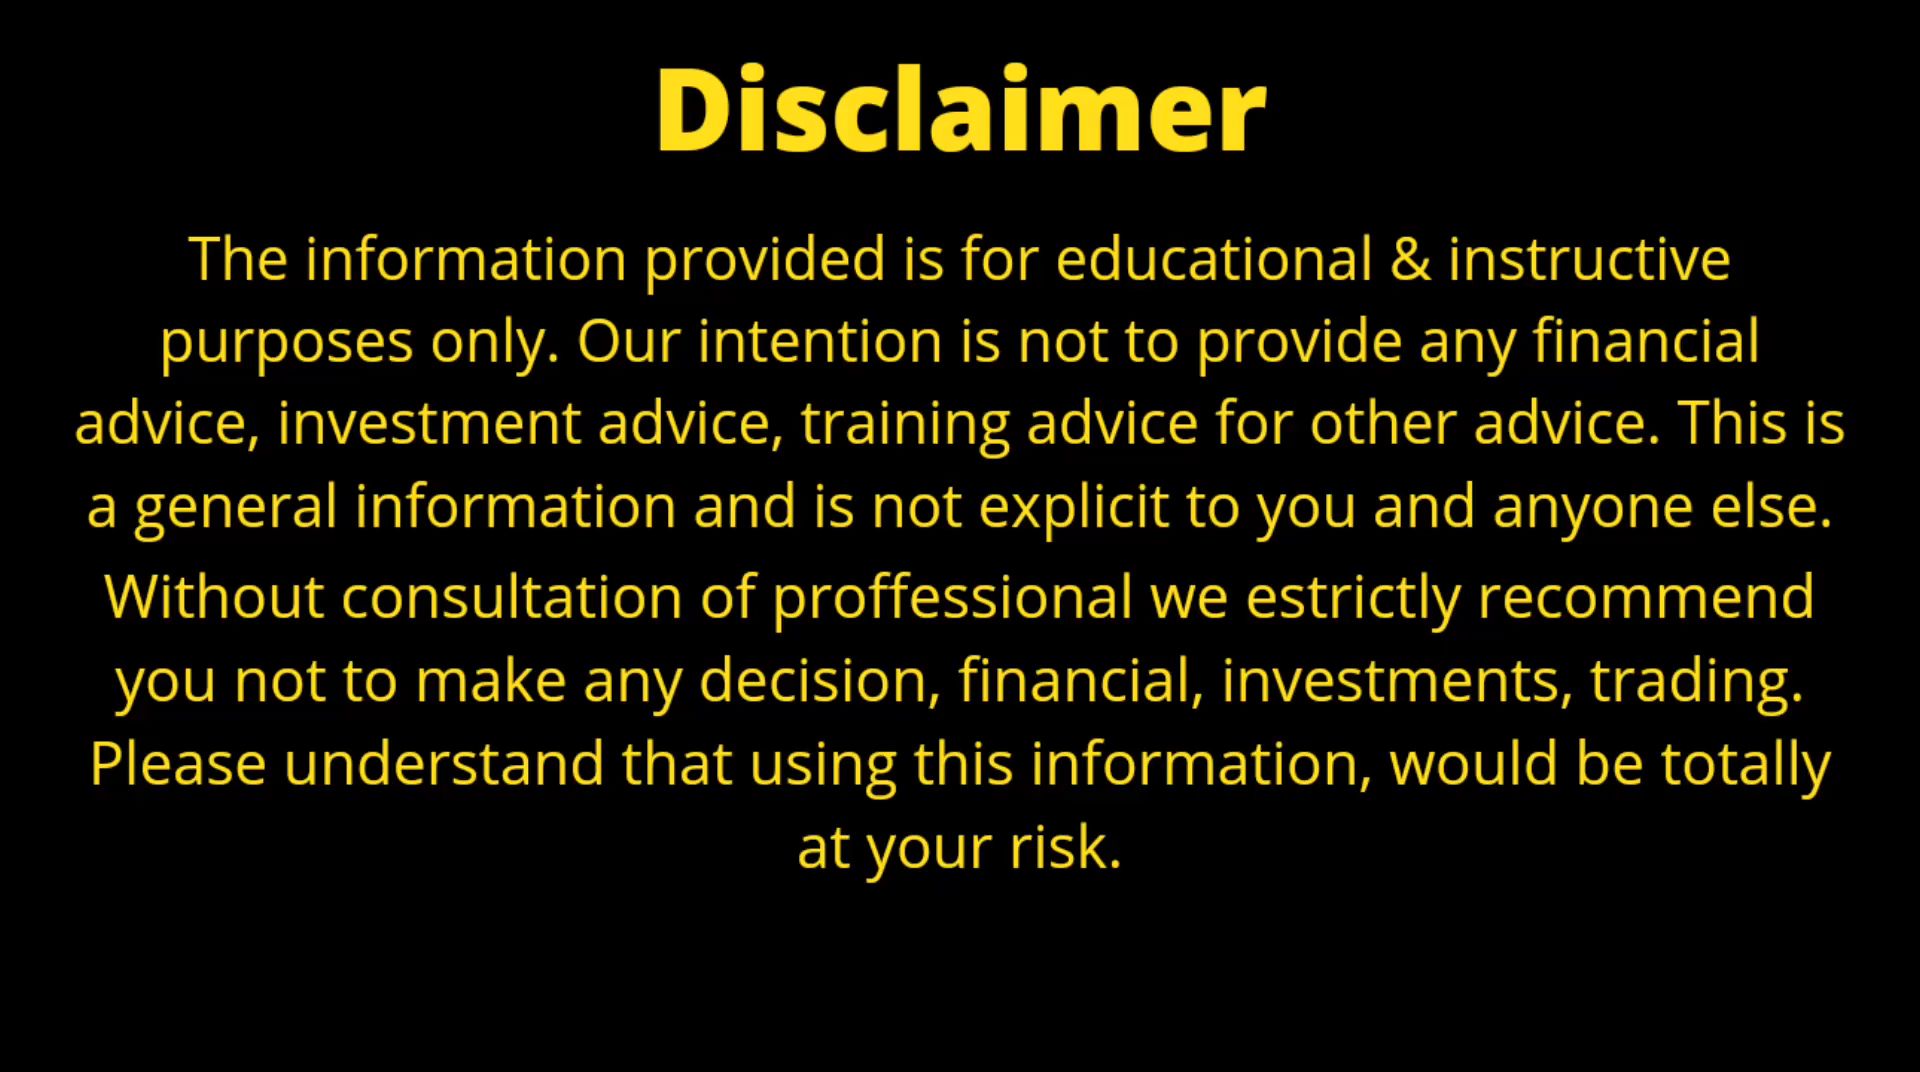 Disclaimer
The information provided is for educational & instructive
purposes only. Our intention is not to provide any financial
advice, investment advice, training advice for other advice. This is
a general information and is not explicit to you and anyone else.
Without consultation of proffessional we estrictly recommend
you not to make any decision, financial, investments, trading.
Please understand that using this information, would be totally
at your risk.